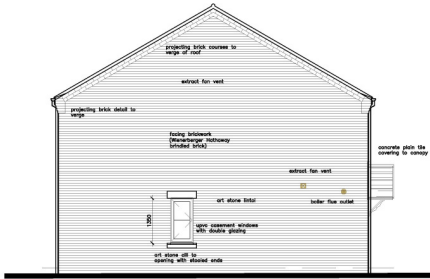 projecting brick courses to
verge of roof
extract fan vent
projecting brick detail to
verge
facing brickwork
(Wienerberger Hathaway
brindled brick)
concrete plain tile
covering to canopy
extract fan vent
art stone lintol
boiler flue outlet
1350
upvc casement windows
with double glazing
art stone cill to
opening with stooled ends